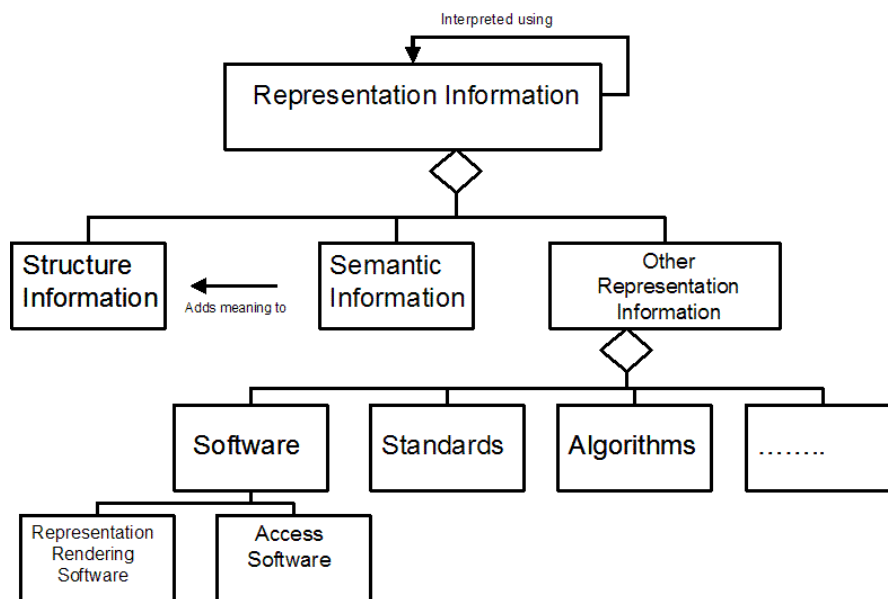 Interpreted using
Representation Information
Structure
Information
Adds meaning to
Semantic
Information
Other
Representation
Information
Software
Standards
Algorithms
……..
Representation
Rendering
Software
Access
Software